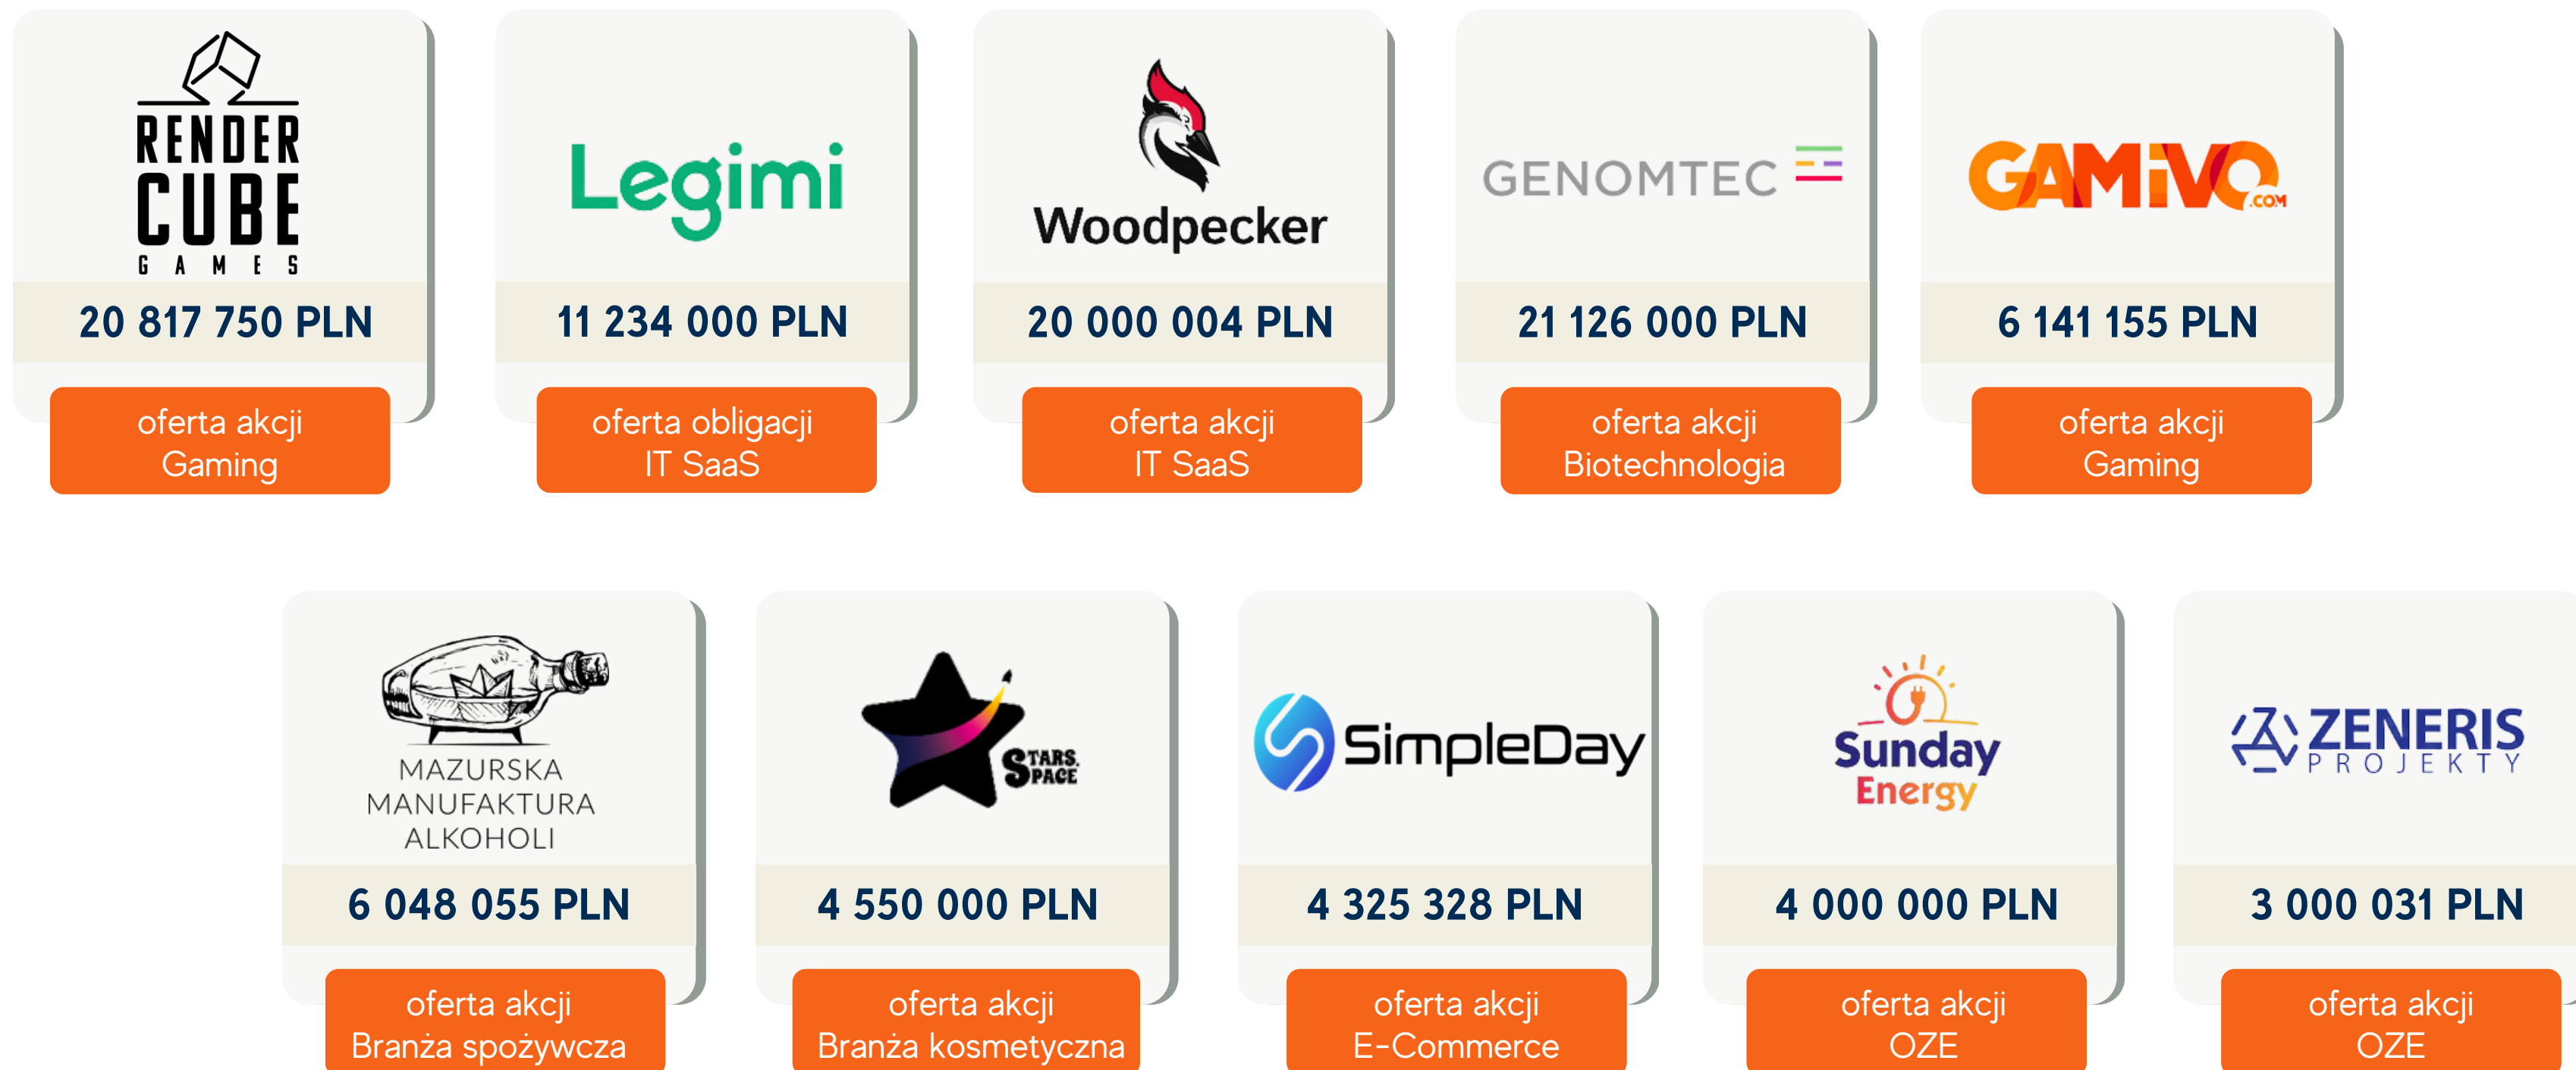 RENDER
CUBE
GAMES
20 817 750 PLN
oferta akcji
Gaming
Legimi
11 234 000 PLN
oferta obligacji
IT SaaS
Woodpecker
20 000 004 PLN
oferta akcji
IT SaaS
GENOMTEC
21 126 000 PLN
oferta akcji
Biotechnologia
GAMiVO
.COM
6 141 155 PLN
oferta akcji
Gaming
MAZURSKA
MANUFAKTURA
ALKOHOLI
6 048 055 PLN
oferta akcji
Branża spożywcza
STARS.
SPACE
4 550 000 PLN
oferta akcji
Branża kosmetyczna
SimpleDay
4 325 328 PLN
oferta akcji
E-Commerce
Sunday
Energy
4 000 000 PLN
oferta akcji
OZE
ZENERIS
PROJEKTY
3 000 031 PLN
oferta akcji
OZE